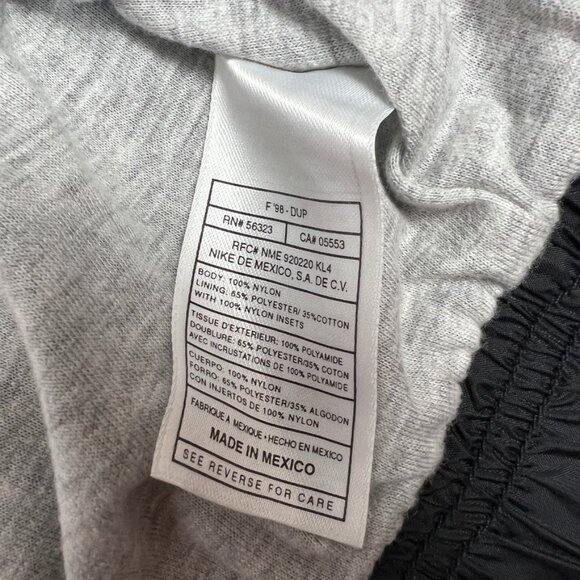 F '98 - DUP
RN# 56323 CA# 05553
RFC# NME 920220 KL4
NIKE DE MEXICO, S.A. DE C.V.
BODY: 100% NYLON
LINING: 65% POLYESTER/ 35%COTTON
WITH 100% NYLON INSETS
TISSUE D'EXTERIEUR: 100% POLYAMIDE
DOUBLURE: 65% POLYESTER/35% COTON
AVEC INCRUSTATIONS DE 100% POLYAMIDE
CUERPO: 100% NYLON
FORRO: 65% POLYESTER/35% ALGODON
CON INJERTOS DE 100% NYLON
FABRIQUE A MEXIQUE • HECHO EN MEXICO
MADE IN MEXICO
SEE REVERSE FOR CARE